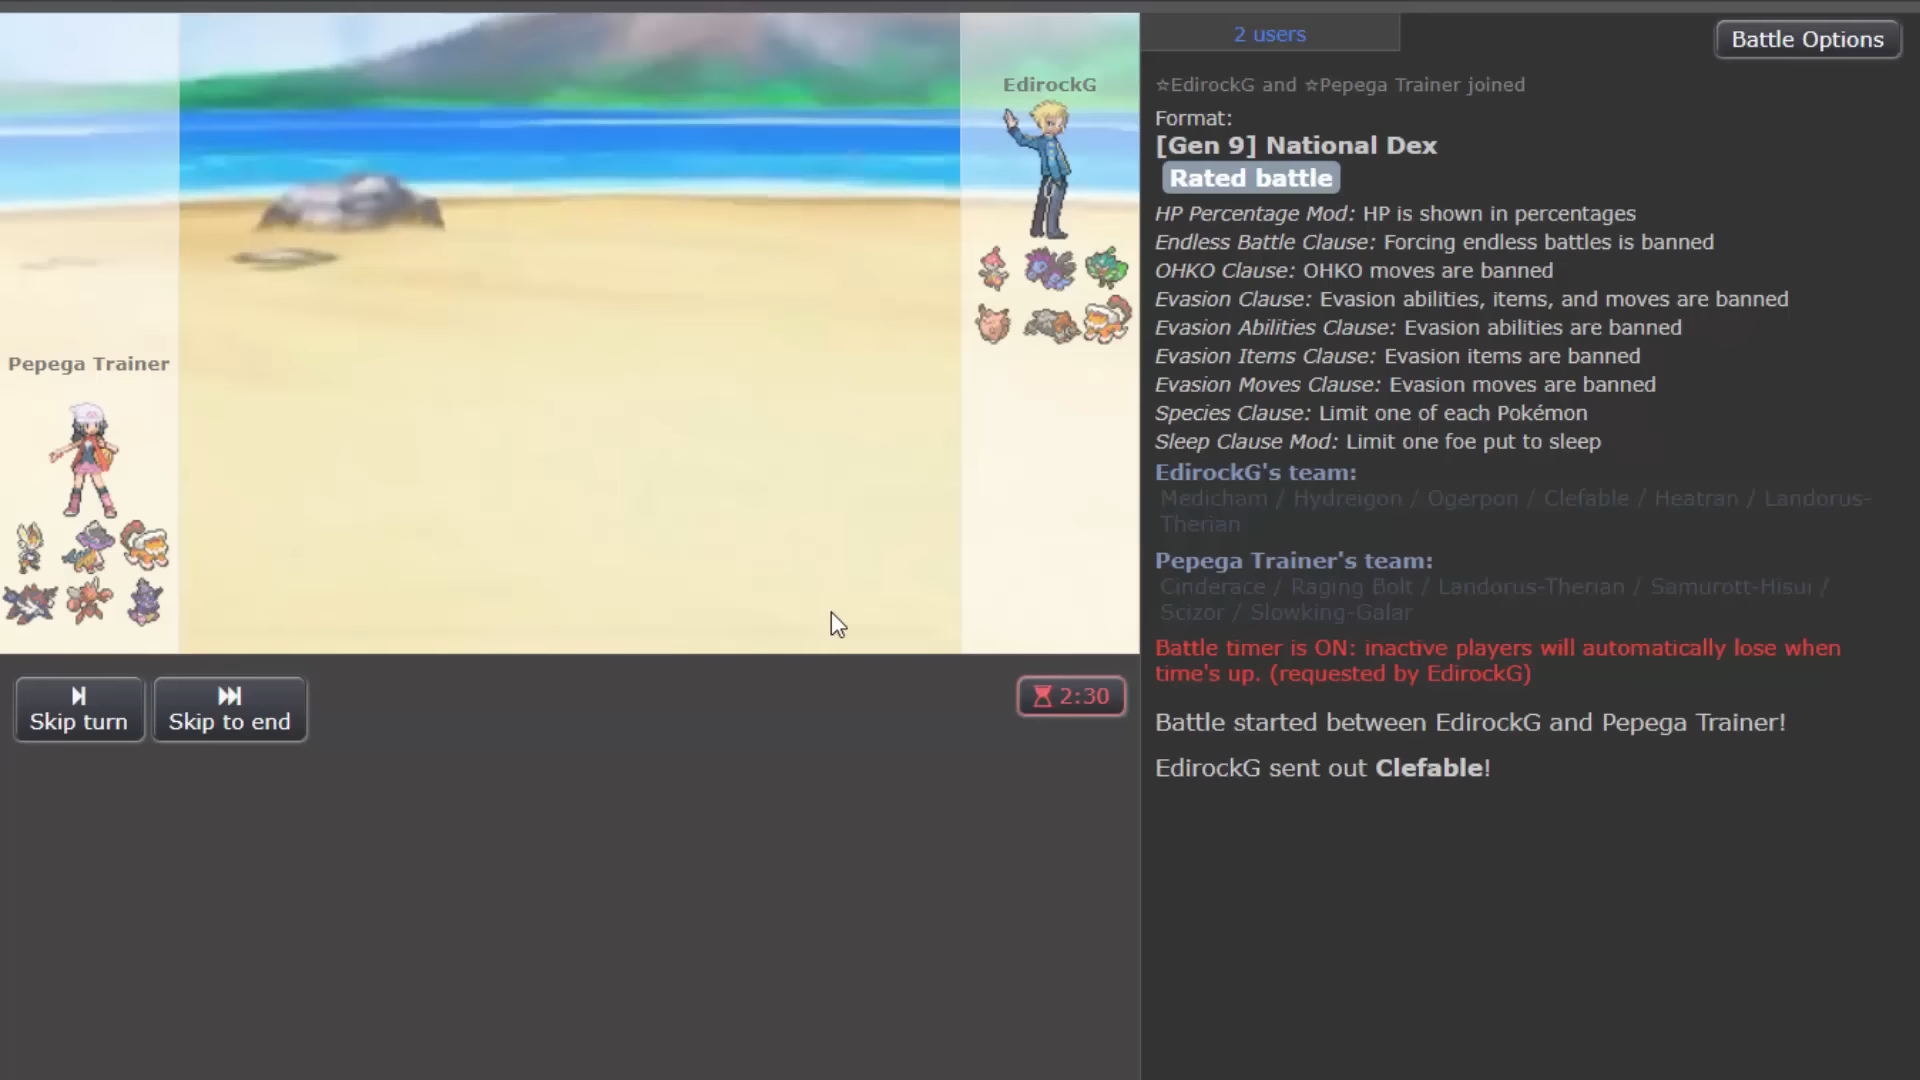 EdirockG
Pepega Trainer
Skip turn
Skip to end
2:30
2 users
Battle Options
☆EdirockG and ☆Pepega Trainer joined
Format:
[Gen 9] National Dex
Rated battle
HP Percentage Mod: HP is shown in percentages
Endless Battle Clause: Forcing endless battles is banned
OHKO Clause: OHKO moves are banned
Evasion Clause: Evasion abilities, items, and moves are banned
Evasion Abilities Clause: Evasion abilities are banned
Evasion Items Clause: Evasion items are banned
Evasion Moves Clause: Evasion moves are banned
Species Clause: Limit one of each Pokémon
Sleep Clause Mod: Limit one foe put to sleep
EdirockG's team:
Medicham / Hydreigon / Ogerpon / Clefable / Heatran / Landorus-
Therian
Pepega Trainer's team:
Cinderace / Raging Bolt / Landorus-Therian / Samurott-Hisui /
Scizor / Slowking-Galar
Battle timer is ON: inactive players will automatically lose when
time's up. (requested by EdirockG)
Battle started between EdirockG and Pepega Trainer!
EdirockG sent out Clefable!